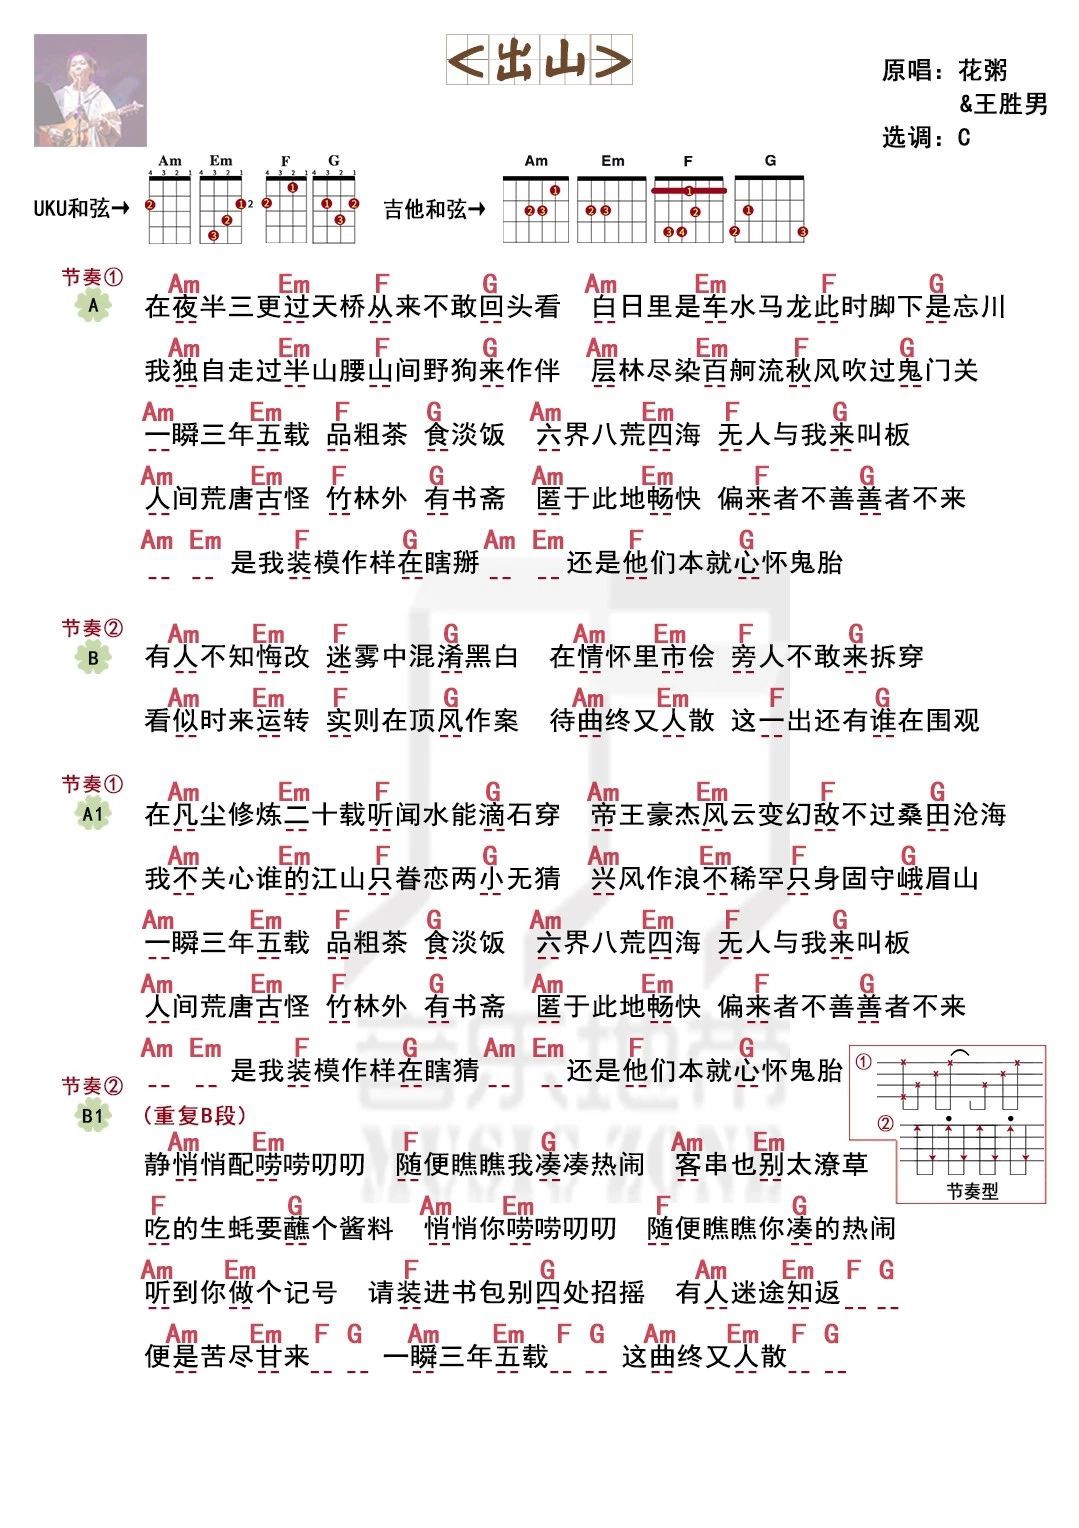 <出山>
原唱：花粥
&王胜男
选调：C
Am Em F G
4 3 2 1 4 3 2 1 4 3 2 1 4 3 2 1
UKU和弦→
2
Am Em F G
吉他和弦→
节奏①
A
Am Em F G Am Em F G
在夜半三更过天桥从来不敢回头看 白日里是车水马龙此时脚下是忘川
Am Em F G Am Em F G
我独自走过半山腰山间野狗来作伴 层林尽染百舸流秋风吹过鬼门关
Am Em F G Am Em F G
一瞬三年五载 品粗茶 食淡饭 六界八荒四海 无人与我来叫板
Am Em F G Am Em F G
人间荒唐古怪 竹林外 有书斋 匿于此地畅快 偏来者不善善者不来
Am Em F G Am Em F G
-- -- 是我装模作样在瞎掰 -- -- 还是他们本就心怀鬼胎
节奏②
B
Am Em F G Am Em F G
有人不知悔改 迷雾中混淆黑白 在情怀里市侩 旁人不敢来拆穿
Am Em F G Am Em F G
看似时来运转 实则在顶风作案 待曲终又人散 这一出还有谁在围观
节奏①
A1
Am Em F G Am Em F G
在凡尘修炼二十载听闻水能滴石穿 帝王豪杰风云变幻敌不过桑田沧海
Am Em F G Am Em F G
我不关心谁的江山只眷恋两小无猜 兴风作浪不稀罕只身固守峨眉山
Am Em F G Am Em F G
一瞬三年五载 品粗茶 食淡饭 六界八荒四海 无人与我来叫板
Am Em F G Am Em F G
人间荒唐古怪 竹林外 有书斋 匿于此地畅快 偏来者不善善者不来
Am Em F G Am Em F G
-- -- 是我装模作样在瞎猜 -- -- 还是他们本就心怀鬼胎
节奏②
B1
（重复B段）
Am Em F G Am Em
静悄悄配唠唠叨叨 随便瞧瞧我凑凑热闹 客串也别太潦草
F G Am Em F G
吃的生蚝要蘸个酱料 悄悄你唠唠叨叨 随便瞧瞧你凑的热闹
Am Em F G Am Em F G
听到你做个记号 请装进书包别四处招摇 有人迷途知返-- --
Am Em F G Am Em F G Am Em F G
便是苦尽甘来-- -- 一瞬三年五载-- -- 这曲终又人散-- --
①
②
节奏型
音乐地带
MUSIC ZONE